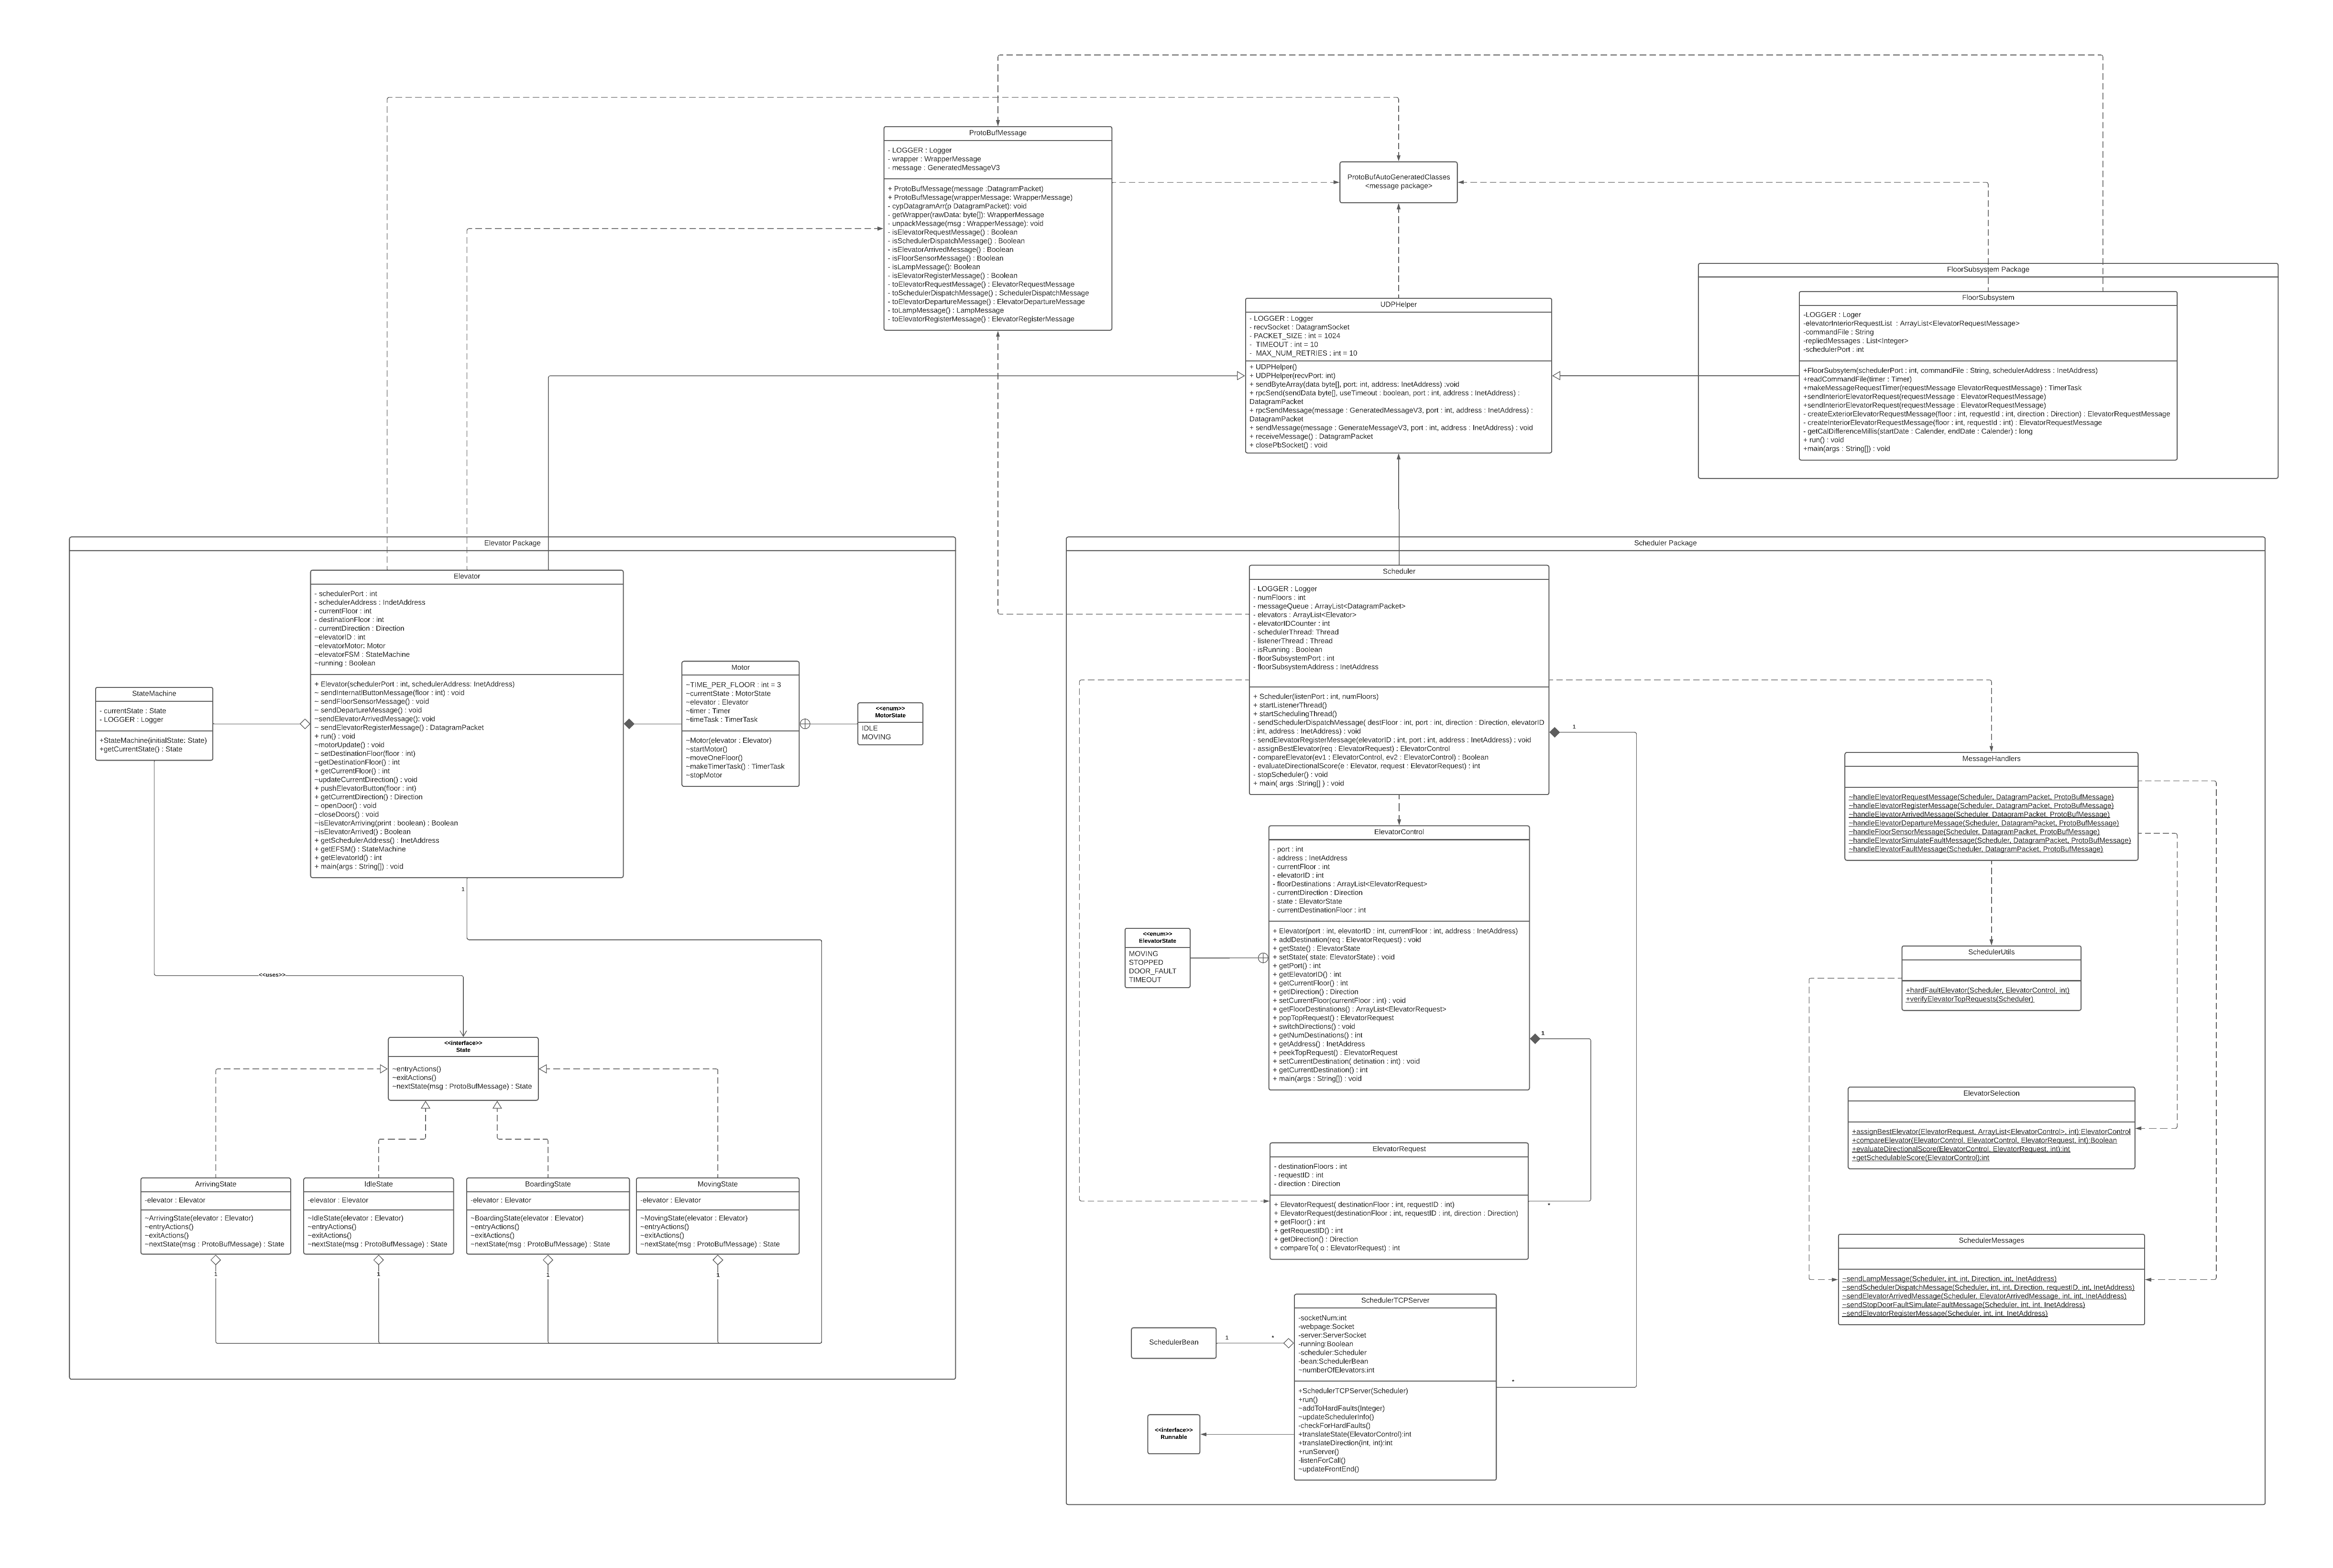 ProtoBufMessage
- LOGGER : Logger
- wrapper : WrapperMessage
- message : GeneratedMessageV3
+ ProtoBufMessage(message :DatagramPacket)
+ ProtoBufMessage(wrapperMessage: WrapperMessage)
- cypDatagramArr(p DatagramPacket): void
- getWrapper(rawData: byte[]): WrapperMessage
- unpackMessage(msg : WrapperMessage): void
- isElevatorRequestMessage() : Boolean
- isSchedulerDispatchMessage() : Boolean
- isElevatorArrivedMessage() : Boolean
- isFloorSensorMessage() : Boolean
- isLampMessage(): Boolean
- isElevatorRegisterMessage() : Boolean
- toElevatorRequestMessage() : ElevatorRequestMessage
- toSchedulerDispatchMessage() : SchedulerDispatchMessage
- toElevatorDepartureMessage() : ElevatorDepartureMessage
- toLampMessage() : LampMessage
- toElevatorRegisterMessage() : ElevatorRegisterMessage
ProtoBufAutoGeneratedClasses
<message package>
UDPHelper
- LOGGER : Logger
- recvSocket : DatagramSocket
- PACKET_SIZE : int = 1024
- TIMEOUT : int = 10
- MAX_NUM_RETRIES : int = 10
+ UDPHelper()
+ UDPHelper(recvPort: int)
+ sendByteArray(data byte[], port: int, address: InetAddress) :void
+ rpcSend(sendData byte[], useTimeout : boolean, port : int, address : InetAddress) :
DatagramPacket
+ rpcSendMessage(message : GeneratedMessageV3, port : int, address : InetAddress) :
DatagramPacket
+ sendMessage(message : GenerateMessageV3, port : int, address : InetAddress) : void
+ receiveMessage() : DatagramPacket
+ closePbSocket() : void
FloorSubsystem Package
FloorSubsystem
-LOGGER : Loger
-elevatorInteriorRequestList : ArrayList<ElevatorRequestMessage>
-commandFile : String
-repliedMessages : List<Integer>
-schedulerPort : int
+FloorSubsytem(schedulerPort : int, commandFile : String, schedulerAddress : InetAddress)
+readCommandFile(timer : Timer)
+makeMessageRequestTimer(requestMessage ElevatorRequestMessage) : TimerTask
+sendInteriorElevatorRequest(requestMessage : ElevatorRequestMessage)
+sendInteriorElevatorRequest(requestMessage : ElevatorRequestMessage)
- createExteriorElevatorRequestMessage(floor : int, requestId : int, direction : Direction) : ElevatorRequestMessage
- createInteriorElevatorRequestMessage(floor : int, requestId : int) : ElevatorRequestMessage
- getCalDifferenceMillis(startDate : Calender, endDate : Calender) : long
+ run() : void
+main(args : String[]) : void
Elevator Package
Elevator
- schedulerPort : int
- schedulerAddress : IndetAddress
- currentFloor : int
- destinationFloor : int
- currentDirection : Direction
~elevatorID : int
~elevatorMotor: Motor
~elevatorFSM : StateMachine
~running : Boolean
+ Elevator(schedulerPort : int, schedulerAddress: InetAddress)
~ sendInternatlButtonMessage(floor : int) : void
~ sendFloorSensorMessage() : void
~ sendDepartureMessage() : void
~sendElevatorArrivedMessage(): void
~ sendElevatorRegisterMessage() : DatagramPacket
+ run() : void
~motorUpdate() : void
~ setDestinationFloor(floor : int)
~getDestinationFloor() : int
+ getCurrentFloor() : int
~updateCurrentDirection() : void
+ pushElevatorButton(floor : int)
+ getCurrentDirection() : Direction
~ openDoor() : void
~closeDoors() : void
~isElevatorArriving(print : boolean) : Boolean
~isElevatorArrived() : Boolean
+ getSchedulerAddress() : InetAddress
+ getEFSM() : StateMachine
+ getElevatorId() : int
+ main(args : String[]) : void
StateMachine
- currentState : State
- LOGGER : Logger
+StateMachine(initialState: State)
+getCurrentState() : State
Motor
~TIME_PER_FLOOR : int = 3
~currentState : MotorState
~elevator : Elevator
~timer : Timer
~timeTask : TimerTask
~Motor(elevator : Elevator)
~startMotor()
~moveOneFloor()
~makeTimerTask() : TimerTask
~stopMotor
<<enum>>
MotorState
IDLE
MOVING
1
<<uses>>
<<interface>>
State
~entryActions()
~exitActions()
~nextState(msg : ProtoBufMessage) : State
ArrivingState
-elevator : Elevator
~ArrivingState(elevator : Elevator)
~entryActions()
~exitActions()
~nextState(msg : ProtoBufMessage) : State
1
IdleState
-elevator : Elevator
~IdleState(elevator : Elevator)
~entryActions()
~exitActions()
~nextState(msg : ProtoBufMessage) : State
1
BoardingState
-elevator : Elevator
~BoardingState(elevator : Elevator)
~entryActions()
~exitActions()
~nextState(msg : ProtoBufMessage) : State
1
MovingState
-elevator : Elevator
~MovingState(elevator : Elevator)
~entryActions()
~exitActions()
~nextState(msg : ProtoBufMessage) : State
1
Scheduler Package
Scheduler
- LOGGER : Logger
- numFloors : int
- messageQueue : ArrayList<DatagramPacket>
- elevators : ArrayList<Elevator>
- elevatorIDCounter : int
- schedulerThread: Thread
- listenerThread : Thread
- isRunning : Boolean
- floorSubsystemPort : int
- floorSubsystemAddress : InetAddress
+ Scheduler(listenPort : int, numFloors)
+ startListenerThread()
+ startSchedulingThread()
- sendSchedulerDispatchMessage( destFloor : int, port : int, direction : Direction, elevatorID
: int, address : InetAddress) : void
- sendElevatorRegisterMessage(elevatorID : int, port : int, address : InetAddress) : void
- assignBestElevator(req : ElevatorRequest) : ElevatorControl
- compareElevator(ev1 : ElevatorControl, ev2 : ElevatorControl) : Boolean
- evaluateDirectionalScore(e : Elevator, request : ElevatorRequest) : int
- stopScheduler() : void
+ main( args :String[] ) : void
1
ElevatorControl
- port : int
- address : InetAddress
- currentFloor : int
- elevatorID : int
- floorDestinations : ArrayList<ElevatorRequest>
- currentDirection : Direction
- state : ElevatorState
- currentDestinationFloor : int
+ Elevator(port : int, elevatorID : int, currentFloor : int, address : InetAddress)
+ addDestination(req : ElevatorRequest) : void
+ getState() : ElevatorState
+ setState( state: ElevatorState) : void
+ getPort() : int
+ getElevatorID() : int
+ getCurrentFloor() : int
+ getIDirection() : Direction
+ setCurrentFloor(currentFloor : int) : void
+ getFloorDestinations() : ArrayList<ElevatorRequest>
+ popTopRequest() : ElevatorRequest
+ switchDirections() : void
+ getNumDestinations() : int
+ getAddress() : InetAddress
+ peekTopRequest() : ElevatorRequest
+ setCurrentDestination( detination : int) : void
+ getCurrentDestination() : int
+ main(args : String[]) : void
1
<<enum>>
ElevatorState
MOVING
STOPPED
DOOR_FAULT
TIMEOUT
ElevatorRequest
- destinationFloors : int
- requestID : int
- direction : Direction
+ ElevatorRequest( destinationFloor : int, requestID : int)
+ ElevatorRequest(destinationFloor : int, requestID : int, direction : Direction)
+ getFloor() : int
+ getRequestID() : int
+ getDirection() : Direction
+ compareTo( o : ElevatorRequest) : int
*
SchedulerTCPServer
-socketNum:int
-webpage:Socket
-server:ServerSocket
-running:Boolean
-scheduler:Scheduler
-bean:SchedulerBean
~numberOfElevators:int
+SchedulerTCPServer(Scheduler)
+run()
~addToHardFaults(Integer)
~updateSchedulerInfo()
-checkForHardFaults()
+translateState(ElevatorControl):int
+translateDirection(int, int):int
+runServer()
-listenForCall()
~updateFrontEnd()
*
SchedulerBean
1
*
<<interface>>
Runnable
MessageHandlers
~handleElevatorRequestMessage(Scheduler, DatagramPacket, ProtoBufMessage)
~handleElevatorRegisterMessage(Scheduler, DatagramPacket, ProtoBufMessage)
~handleElevatorArrivedMessage(Scheduler, DatagramPacket, ProtoBufMessage)
~handleElevatorDepartureMessage(Scheduler, DatagramPacket, ProtoBufMessage)
~handleFloorSensorMessage(Scheduler, DatagramPacket, ProtoBufMessage)
~handleElevatorSimulateFaultMessage(Scheduler, DatagramPacket, ProtoBufMessage)
~handleElevatorFaultMessage(Scheduler, DatagramPacket, ProtoBufMessage)
SchedulerUtils
+hardFaultElevator(Scheduler, ElevatorControl, int)
+verifyElevatorTopRequests(Scheduler)
ElevatorSelection
+assignBestElevator(ElevatorRequest, ArrayList<ElevatorControl>, int):ElevatorControl
+compareElevator(ElevatorControl, ElevatorControl, ElevatorRequest, int):Boolean
+evaluateDirectionalScore(ElevatorControl, ElevatorRequest, int):int
+getSchedulableScore(ElevatorControl):int
SchedulerMessages
~sendLampMessage(Scheduler, int, int, Direction, int, InetAddress)
~sendSchedulerDispatchMessage(Scheduler, int, int, Direction, requestID, int, InetAddress)
~sendElevatorArrivedMessage(Scheduler, ElevatorArrivedMessage, int, int, InetAddress)
~sendStopDoorFaultSimulateFaultMessage(Scheduler, int, int, InetAddress)
~sendElevatorRegisterMessage(Scheduler, int, int, InetAddress)